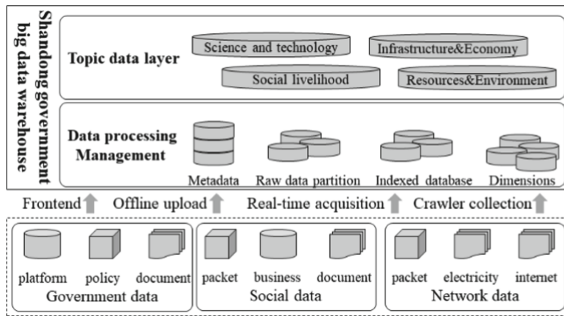 Shandong government
big data warehouse
Topic data layer
Science and technology
Infrastructure&Economy
Social livelihood
Resources&Environment
Data processing
Management
Metadata
Raw data partition
Indexed database
Dimensions
Frontend
Offline upload
Real-time acquisition
Crawler collection
platform
policy
document
packet
business
document
packet
electricity
internet
Government data
Social data
Network data